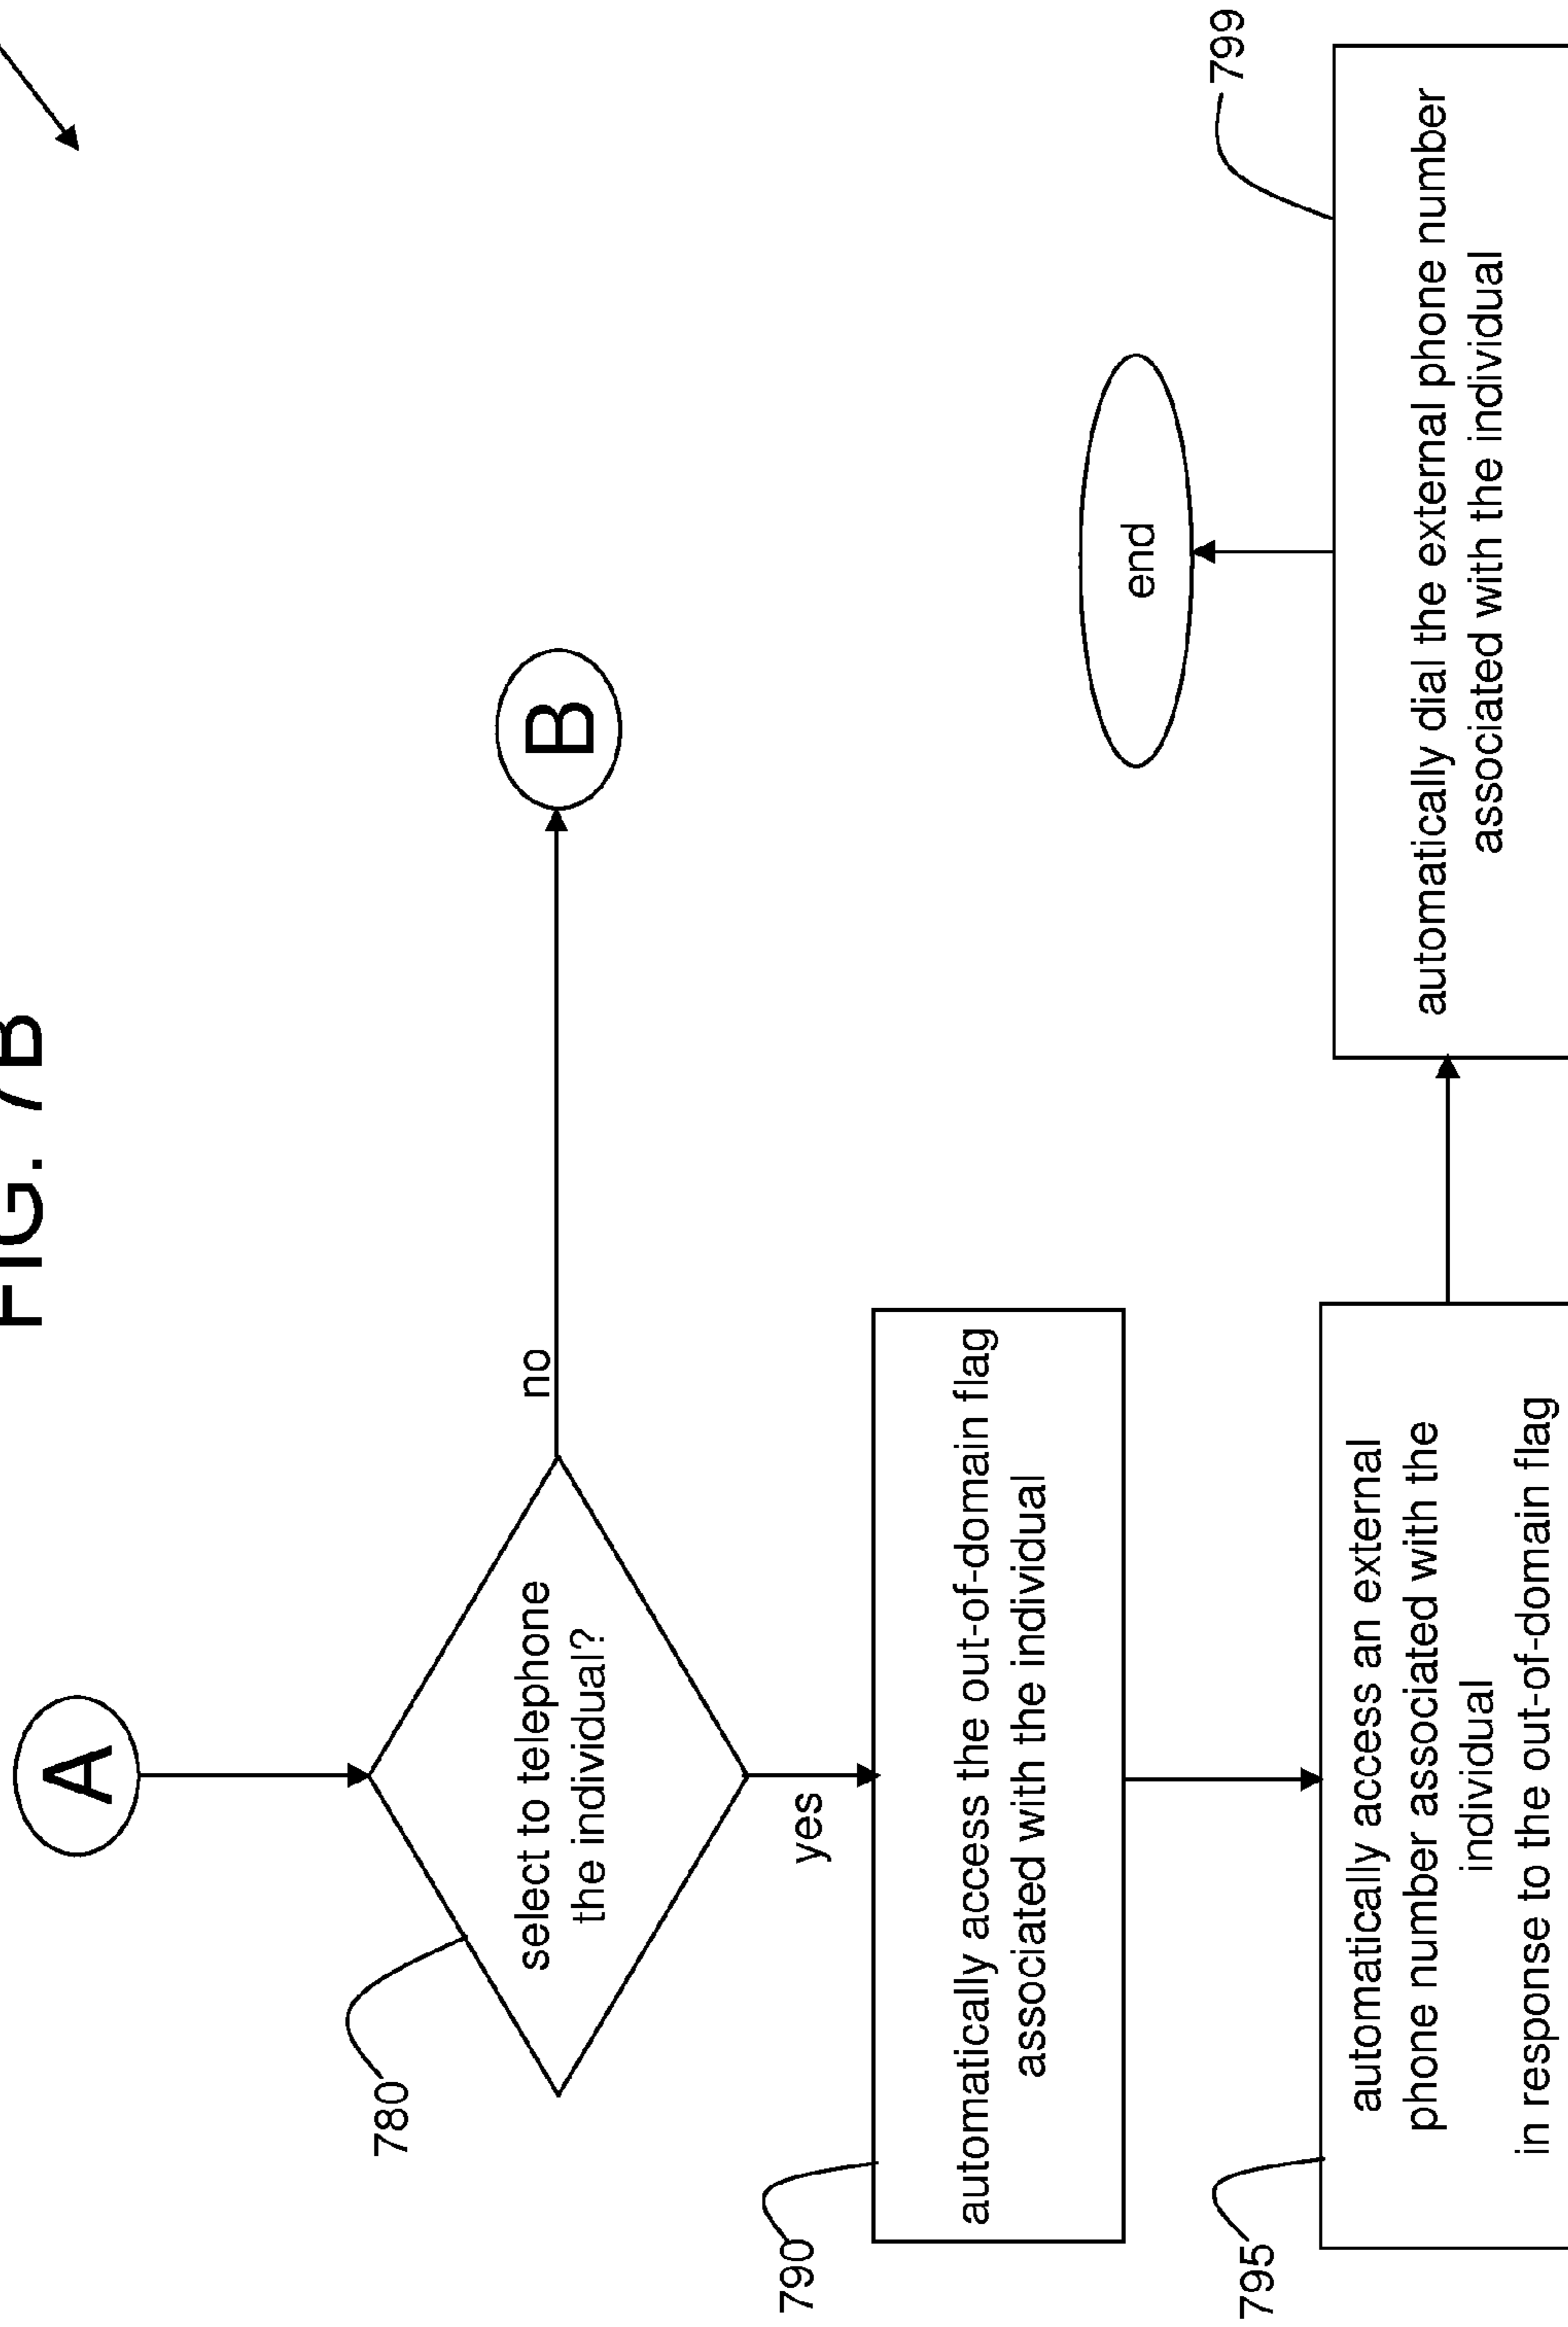 FIG. 7B
A
780
select to telephone
the individual?
no
B
yes
790
automatically access the out-of-domain flag
associated with the individual
795
automatically access an external
phone number associated with the
individual
in response to the out-of-domain flag
799
automatically dial the external phone number
associated with the individual
end